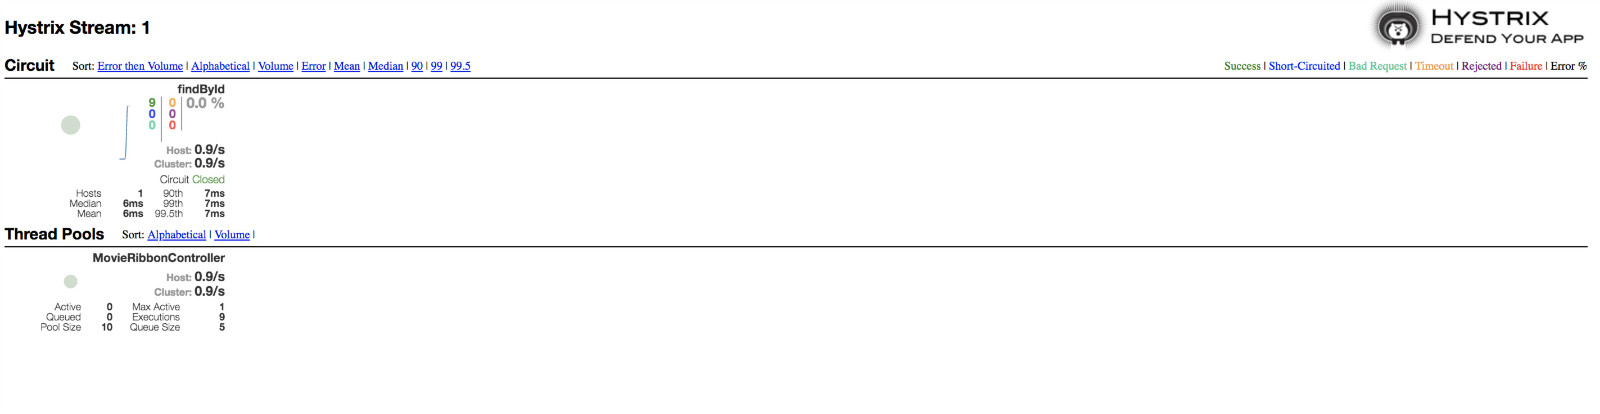 Hystrix Stream: 1
HYSTRIX
DEFEND YOUR APP
Circuit Sort: Error then Volume | Alphabetical | Volume | Error | Mean | Median | 90 | 99 | 99.5
Success | Short-Circuited | Bad Request | Timeout | Rejected | Failure | Error %
findById
9 0 0.0 %
0 0
0 0
Host: 0.9/s
Cluster: 0.9/s
Circuit Closed
Hosts 1 90th 7ms
Median 6ms 99th 7ms
Mean 6ms 99.5th 7ms
Thread Pools Sort: Alphabetical | Volume |
MovieRibbonController
Host: 0.9/s
Cluster: 0.9/s
Active 0 Max Active 1
Queued 0 Executions 9
Pool Size 10 Queue Size 5